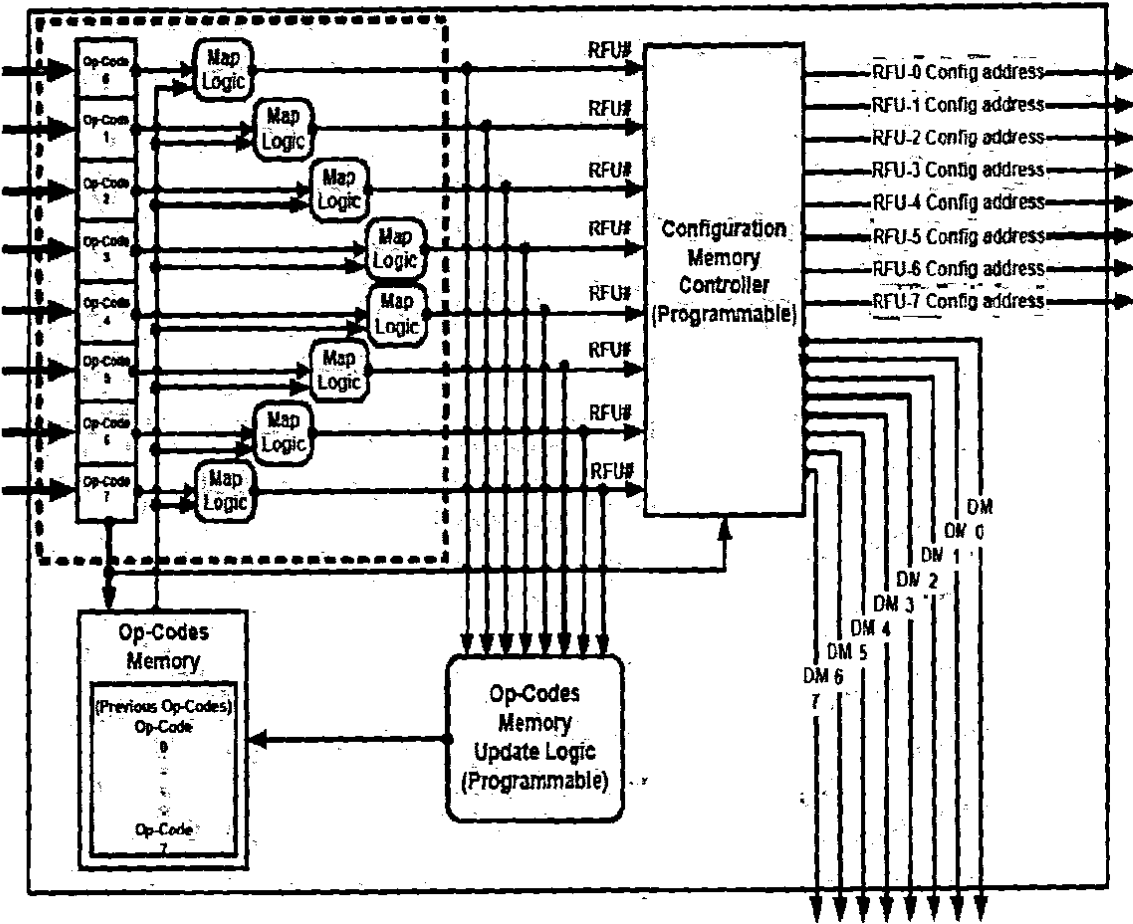 Op-Code
Map
Logic
RFU#
RFU-0 Config address
Op-Code
1
Map
Logic
RFU#
RFU-1 Config address
Op-Code
2
Map
Logic
RFU#
RFU-2 Config address
Op-Code
3
Map
Logic
RFU#
RFU-3 Config address
Op-Code
4
Map
Logic
RFU#
RFU-4 Config address
Op-Code
5
Map
Logic
RFU#
RFU-5 Config address
Op-Code
6
Map
Logic
RFU#
RFU-6 Config address
Op-Code
7
Map
Logic
RFU#
RFU-7 Config address
Configuration
Memory
Controller
(Programmable)
DM
0
DM
1
DM
2
DM
3
DM
4
DM
5
DM
6
DM
7
Op-Codes
Memory
(Previous Op-Codes)
Op-Code
0
Op-Code
7
Op-Codes
Memory
Update Logic
(Programmable)